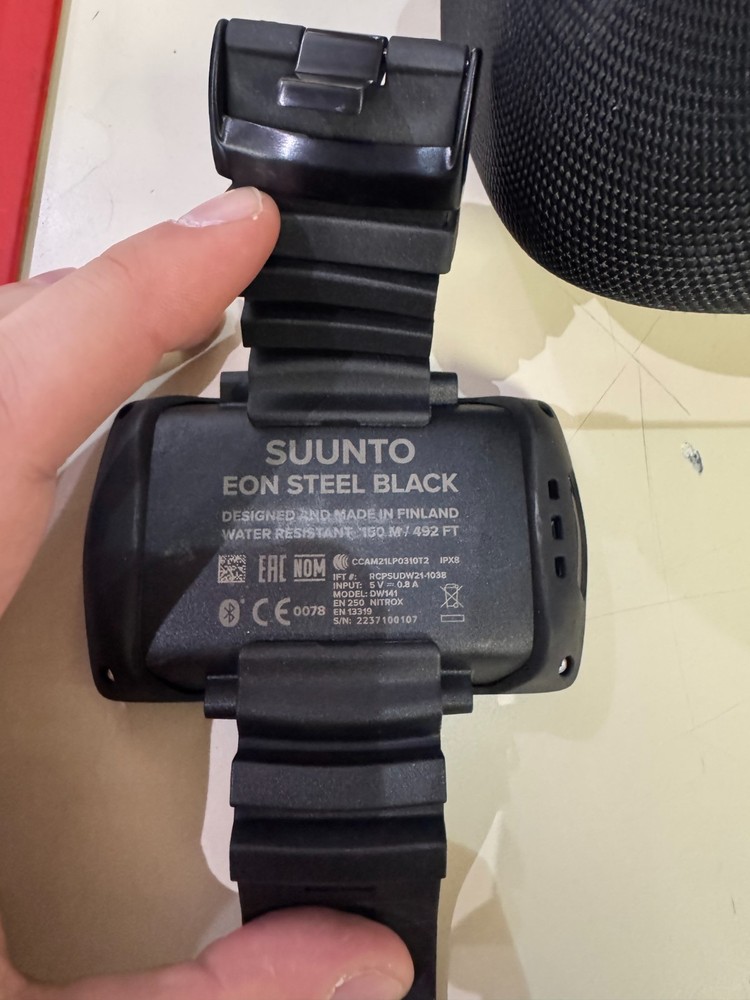 SUUNTO
EON STEEL BLACK
DESIGNED AND MADE IN FINLAND
WATER RESISTANT 150 M / 492 FT
EAC NOM CCAM21LP0310T2 IPX8
IFT #: RCPSUDW21-1038
INPUT: 5 V = 0.8 A
MODEL: DW141
EN 250 NITROX
CE 0078 EN 13319
S/N: 2237100107